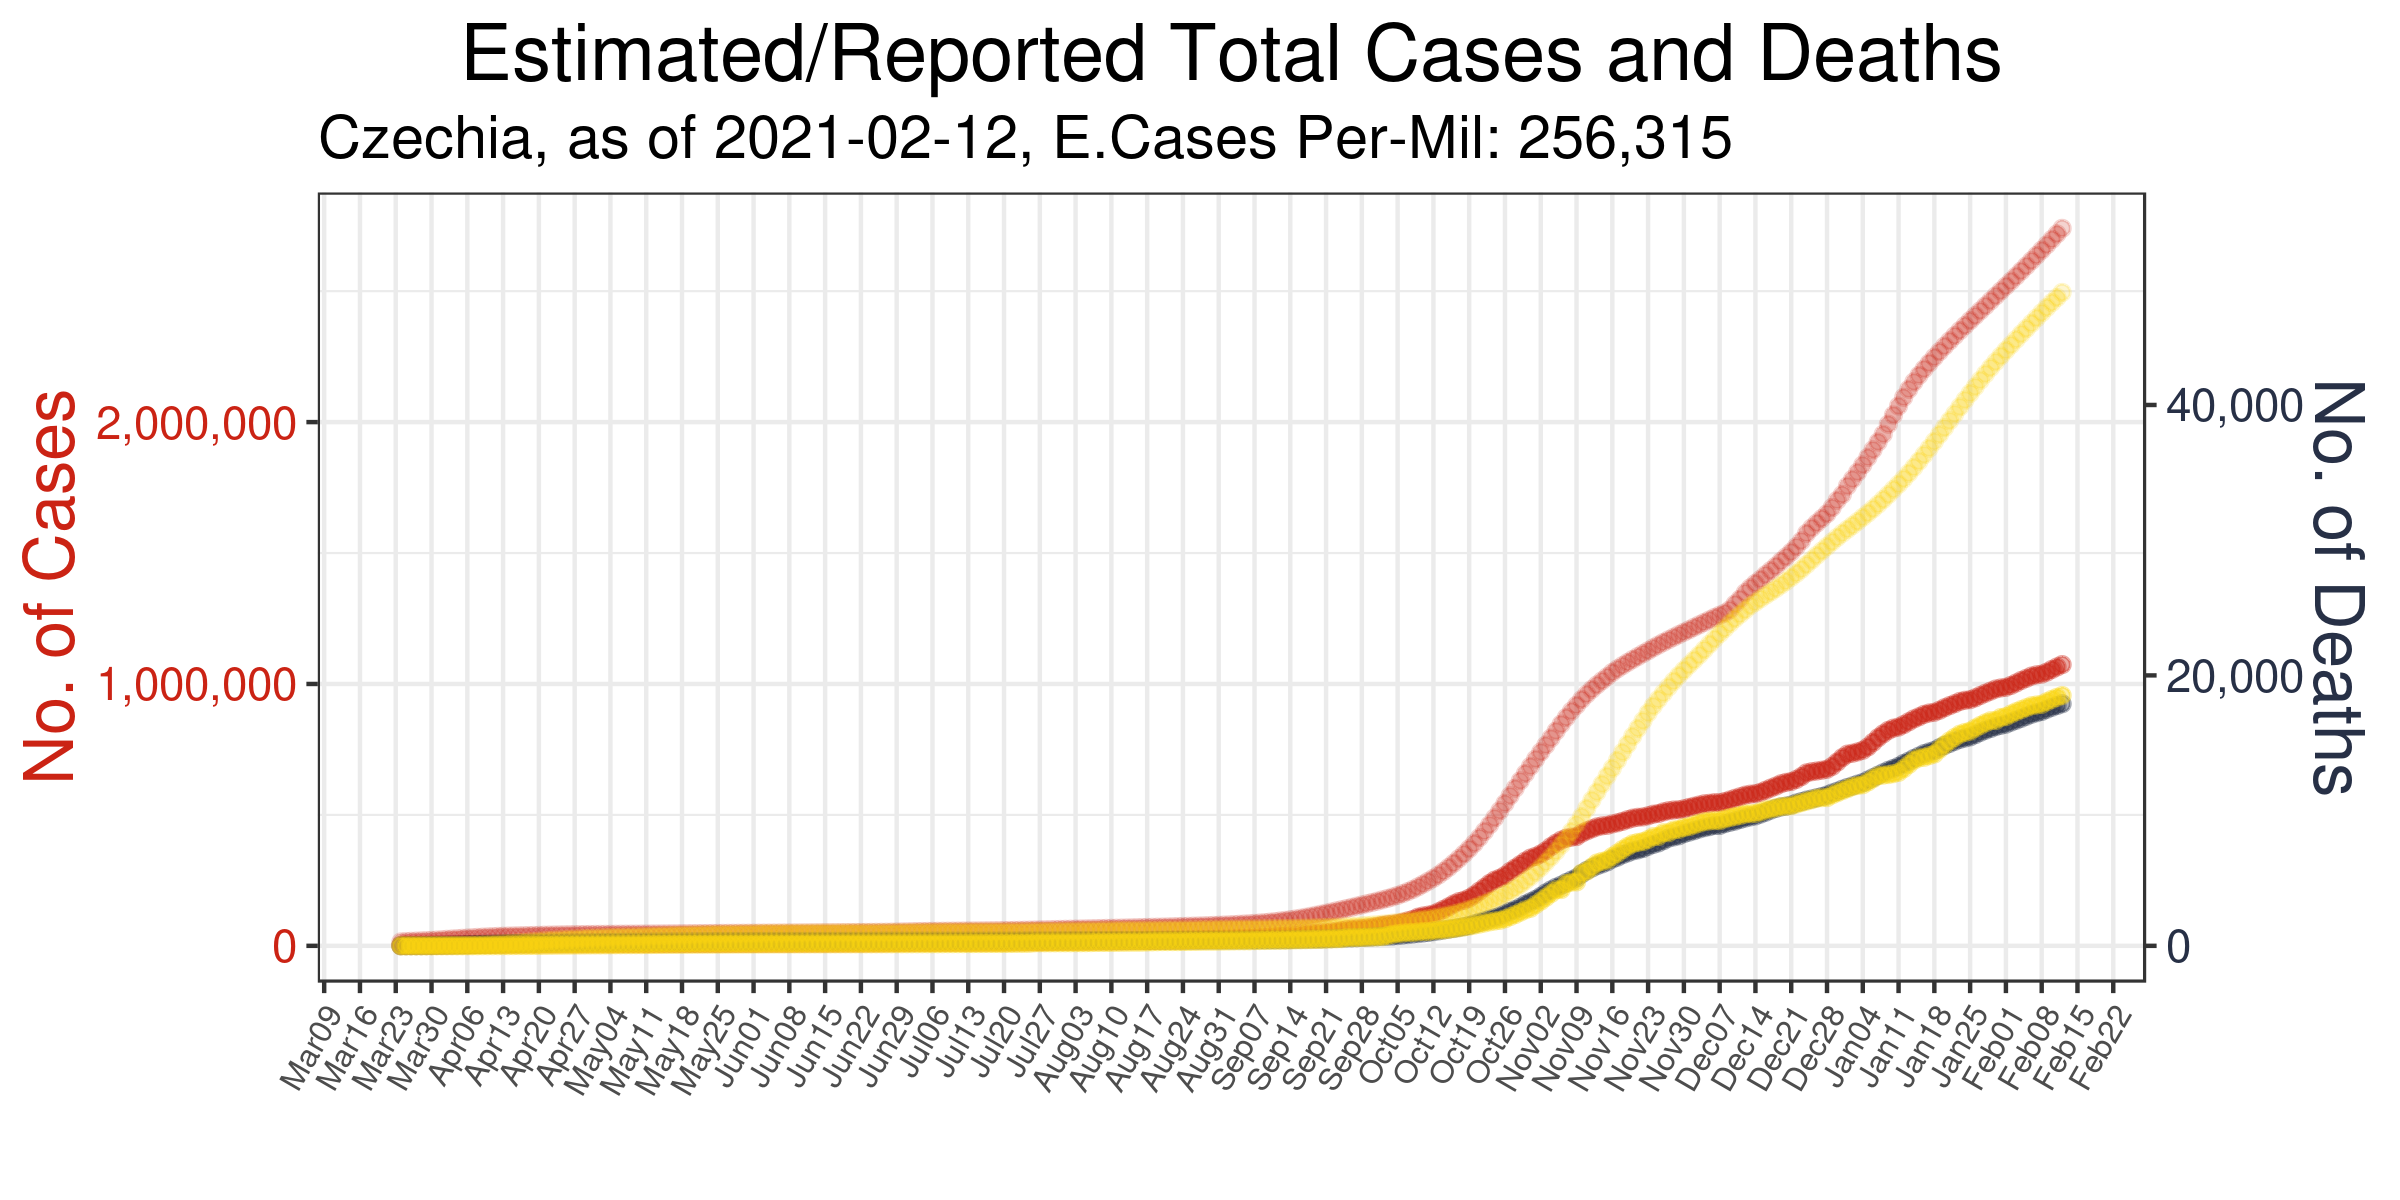 Estimated/Reported Total Cases and Deaths
Czechia, as of 2021-02-12, E.Cases Per-Mil: 256,315
No. of Cases
2,000,000
1,000,000
0
40,000
20,000
0
No. of Deaths
Mar09
Mar16
Mar23
Mar30
Apr06
Apr13
Apr20
Apr27
May04
May11
May18
May25
Jun01
Jun08
Jun15
Jun22
Jun29
Jul06
Jul13
Jul20
Jul27
Aug03
Aug10
Aug17
Aug24
Aug31
Sep07
Sep14
Sep21
Sep28
Oct05
Oct12
Oct19
Oct26
Nov02
Nov09
Nov16
Nov23
Nov30
Dec07
Dec14
Dec21
Dec28
Jan04
Jan11
Jan18
Jan25
Feb01
Feb08
Feb15
Feb22